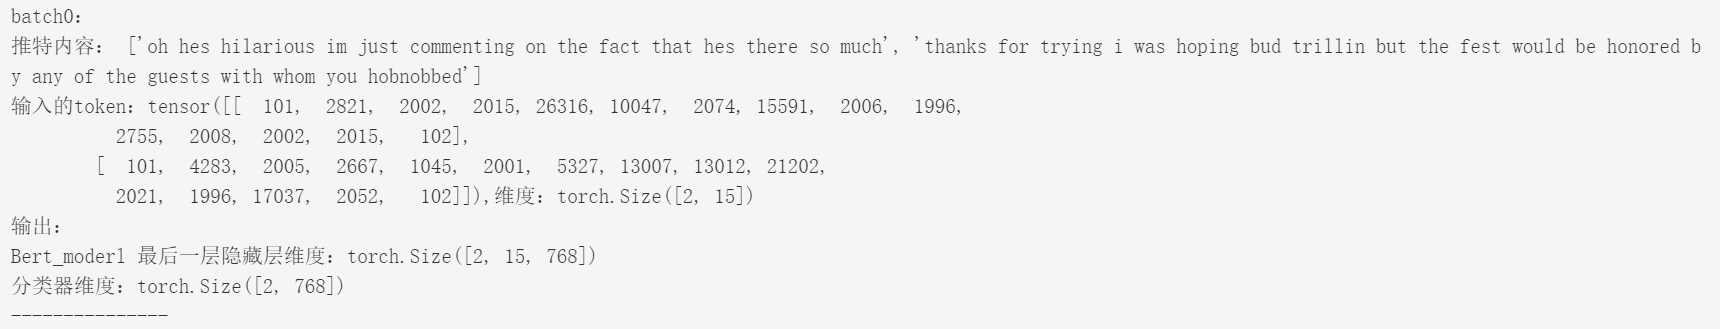 batch0:
推特内容： ['oh hes hilarious im just commenting on the fact that hes there so much', 'thanks for trying i was hoping bud trillin but the fest would be honored b
y any of the guests with whom you hobnobbed']
输入的token：tensor([[  101,  2821,  2002,  2015, 26316, 10047,  2074, 15591,  2006,  1996,
          2755,  2008,  2002,  2015,   102],
        [  101,  4283,  2005,  2667,  1045,  2001,  5327, 13007, 13012, 21202,
          2021,  1996, 17037,  2052,   102]]),维度：torch.Size([2, 15])
输出：
Bert_moderl 最后一层隐藏层维度：torch.Size([2, 15, 768])
分类器维度：torch.Size([2, 768])
---------------